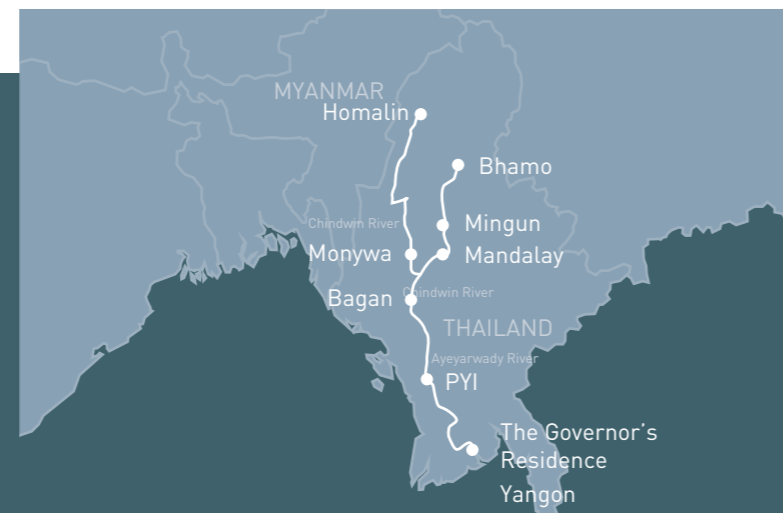 MYANMAR
Homalin
Bhamo
Chindwin River
Mingun
Monywa
Mandalay
Chindwin River
Bagan
THAILAND
Ayeyarwady River
PYI
The Governor's
Residence
Yangon